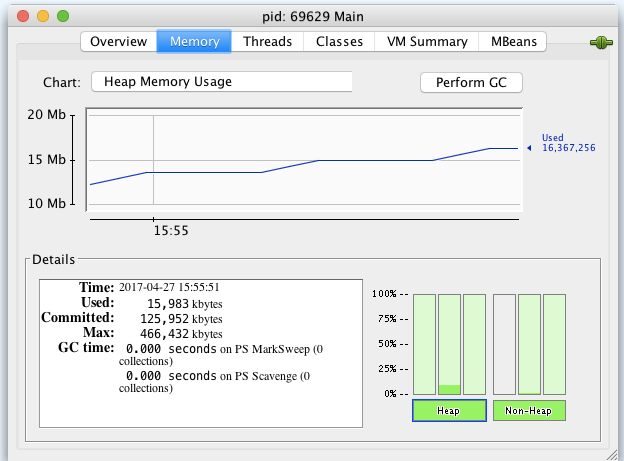 pid: 69629 Main
Overview Memory Threads Classes VM Summary MBeans
Chart: Heap Memory Usage Perform GC
20 Mb
15 Mb
10 Mb
Used
16,367,256
15:55
Details
Time: 2017-04-27 15:55:51
Used: 15,983 kbytes
Committed: 125,952 kbytes
Max: 466,432 kbytes
GC time: 0.000 seconds on PS MarkSweep (0
collections)
0.000 seconds on PS Scavenge (0
collections)
100% --
75% --
50% --
25% --
0% --
Heap Non-Heap